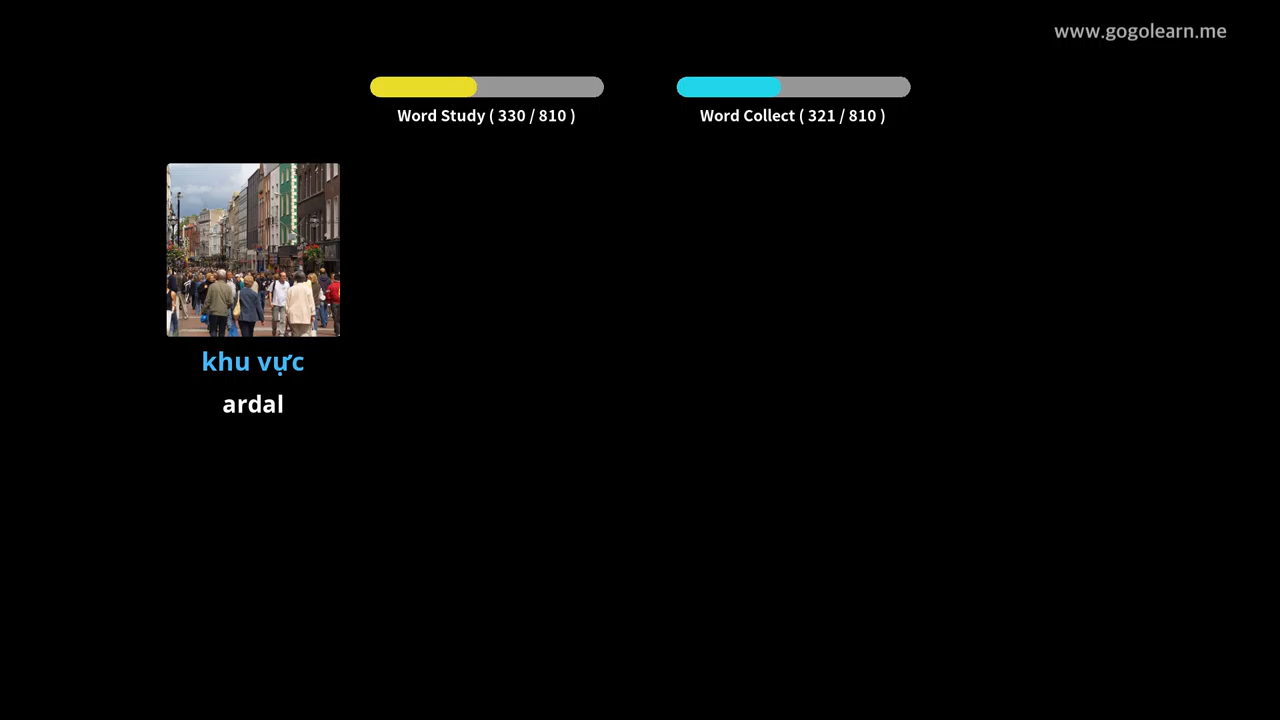 www.gogolearn.me
Word Study ( 330 / 810 )
Word Collect ( 321 / 810 )
khu vực
ardal